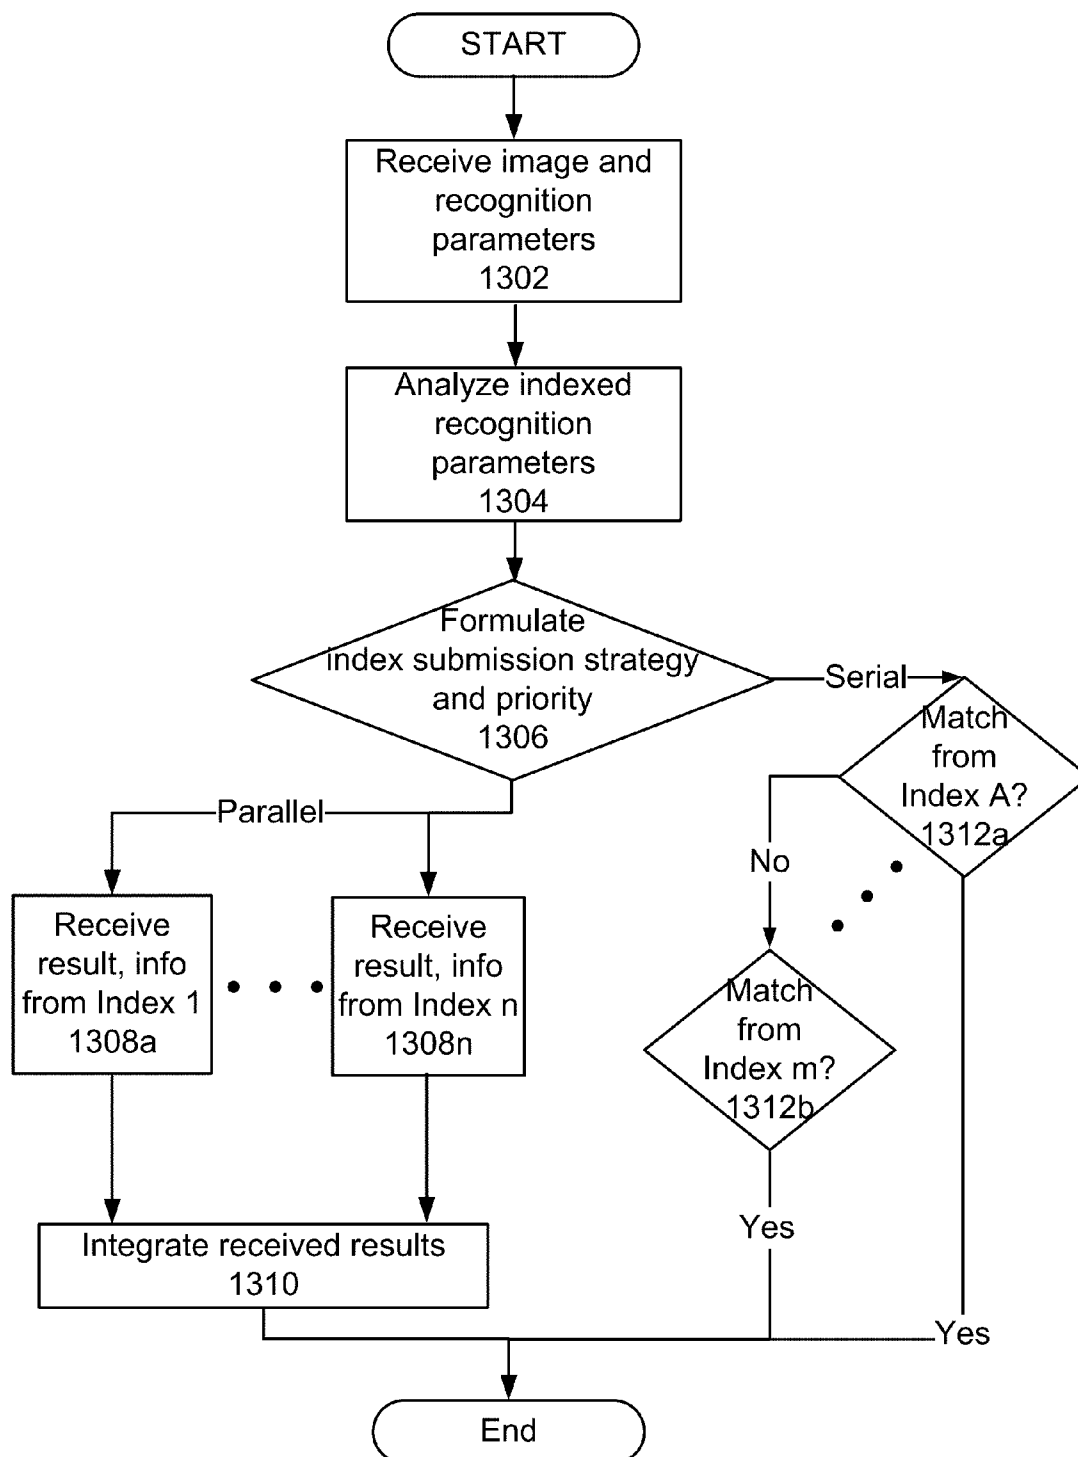 START
Receive image and
recognition
parameters
1302
Analyze indexed
recognition
parameters
1304
Formulate
index submission strategy
and priority
1306
Serial
Match
from
Index A?
1312a
Parallel
No
Receive
result, info
from Index 1
1308a
Receive
result, info
from Index n
1308n
Match
from
Index m?
1312b
Yes
Integrate received results
1310
Yes
End